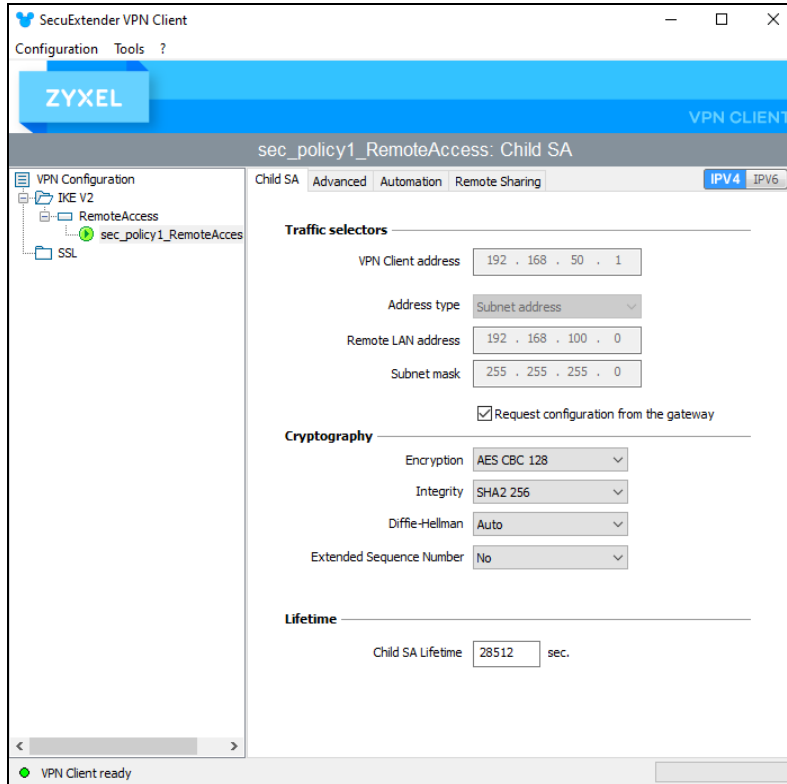 SecuExtender VPN Client
Configuration Tools ?
ZYXEL
VPN CLIENT
sec_policy1_RemoteAccess: Child SA
VPN Configuration
IKE V2
RemoteAccess
sec_policy1_RemoteAcces
SSL
Child SA Advanced Automation Remote Sharing IPV4 IPV6
Traffic selectors
VPN Client address 192 . 168 . 50 . 1
Address type Subnet address
Remote LAN address 192 . 168 . 100 . 0
Subnet mask 255 . 255 . 255 . 0
Request configuration from the gateway
Cryptography
Encryption AES CBC 128
Integrity SHA2 256
Diffie-Hellman Auto
Extended Sequence Number No
Lifetime
Child SA Lifetime 28512 sec.
VPN Client ready